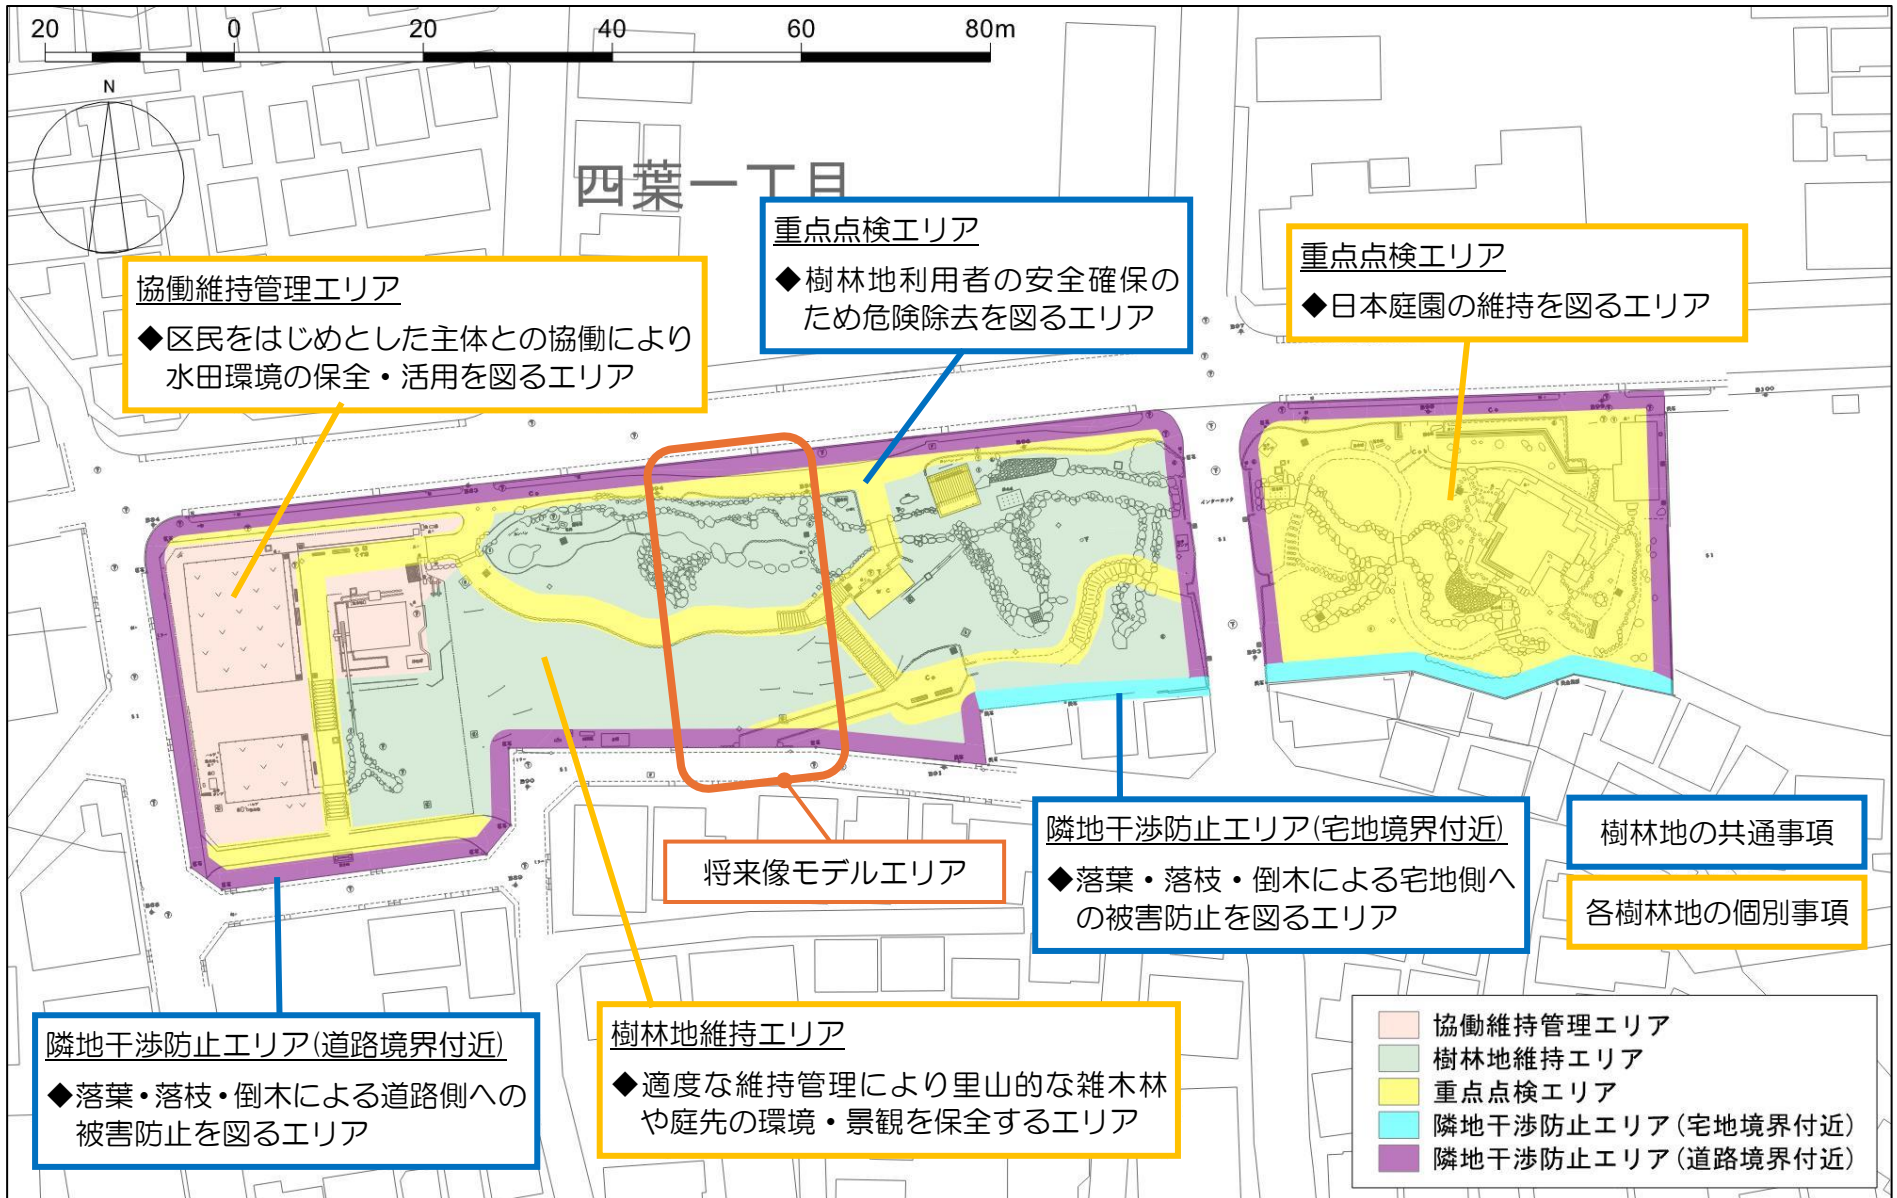 20 0 20 40 60 80m
N
四葉一丁目
重点点検エリア
◆樹林地利用者の安全確保の
ため危険除去を図るエリア
重点点検エリア
◆日本庭園の維持を図るエリア
協働維持管理エリア
◆区民をはじめとした主体との協働により
水田環境の保全・活用を図るエリア
将来像モデルエリア
隣地干渉防止エリア(宅地境界付近)
◆落葉・落枝・倒木による宅地側へ
の被害防止を図るエリア
樹林地の共通事項
各樹林地の個別事項
隣地干渉防止エリア(道路境界付近)
◆落葉・落枝・倒木による道路側への
被害防止を図るエリア
樹林地維持エリア
◆適度な維持管理により里山的な雑木林
や庭先の環境・景観を保全するエリア
協働維持管理エリア
樹林地維持エリア
重点点検エリア
隣地干渉防止エリア(宅地境界付近)
隣地干渉防止エリア(道路境界付近)